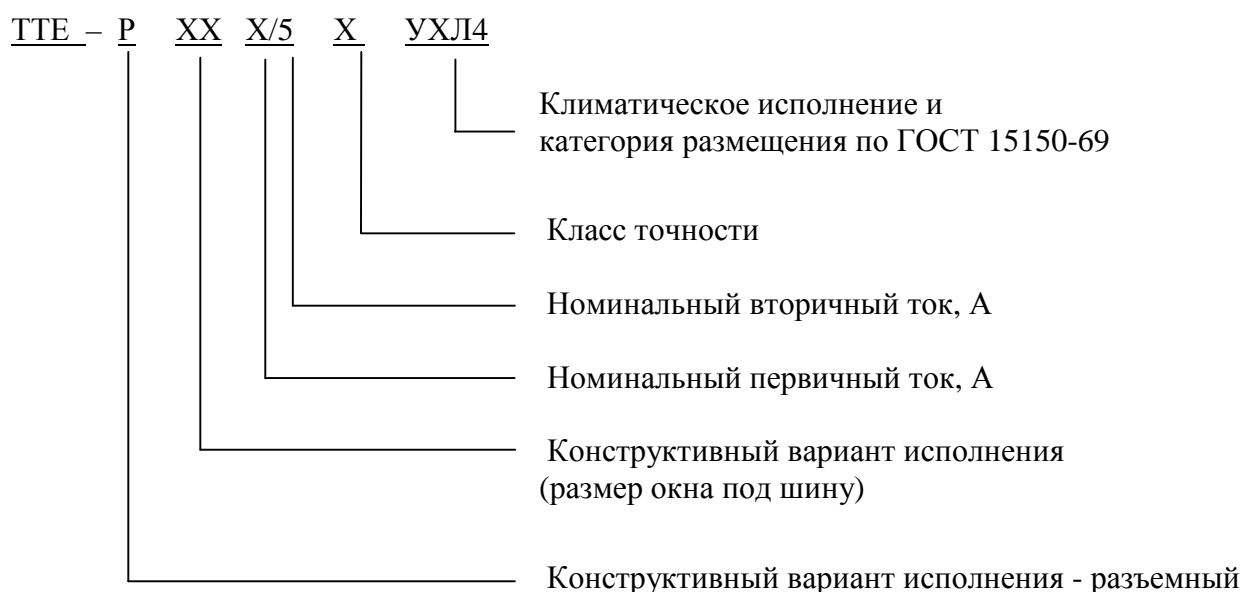 ТТЕ – Р ХХ Х/5 Х УХЛ4
Климатическое исполнение и
категория размещения по ГОСТ 15150-69
Класс точности
Номинальный вторичный ток, А
Номинальный первичный ток, А
Конструктивный вариант исполнения
(размер окна под шину)
Конструктивный вариант исполнения - разъемный